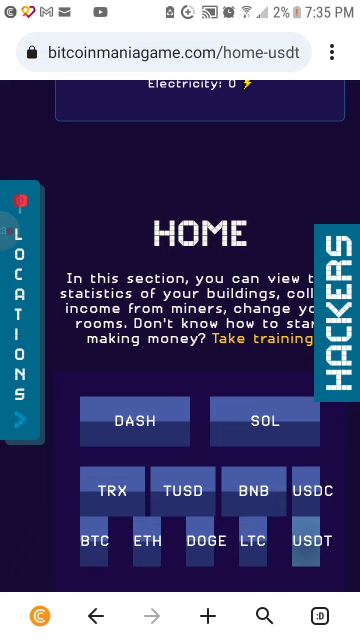 2% 7:35 PM
bitcoinmaniagame.com/home-usdt
Electricity: 0
LOCATIONS
HOME
HACKERS
In this section, you can view t
statistics of your buildings, coll
income from miners, change yo
rooms. Don't know how to star
making money? Take training
DASH SOL
TRX TUSD BNB USDC
BTC ETH DOGE LTC USDT
:D